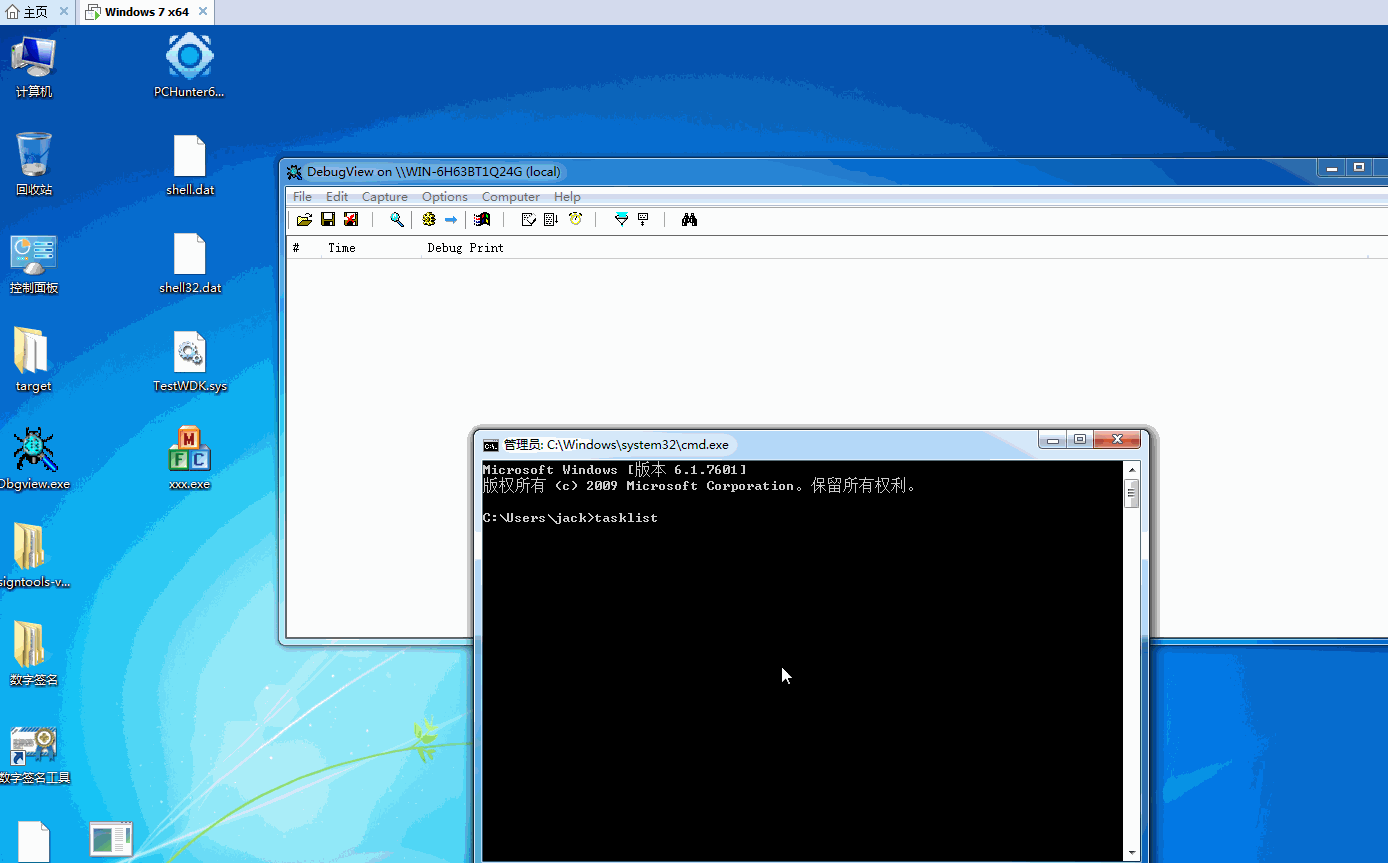 主页
Windows 7 x64
计算机
PCHunter6...
回收站
shell.dat
控制面板
shell32.dat
target
TestWDK.sys
Dbgview.exe
xxx.exe
signtools-v...
数字签名
数字签名工具
DebugView on \\WIN-6H63BT1Q24G (local)
File Edit Capture Options Computer Help
# Time Debug Print
管理员: C:\Windows\system32\cmd.exe
Microsoft Windows [版本 6.1.7601]
版权所有 (c) 2009 Microsoft Corporation。保留所有权利。
C:\Users\jack>tasklist